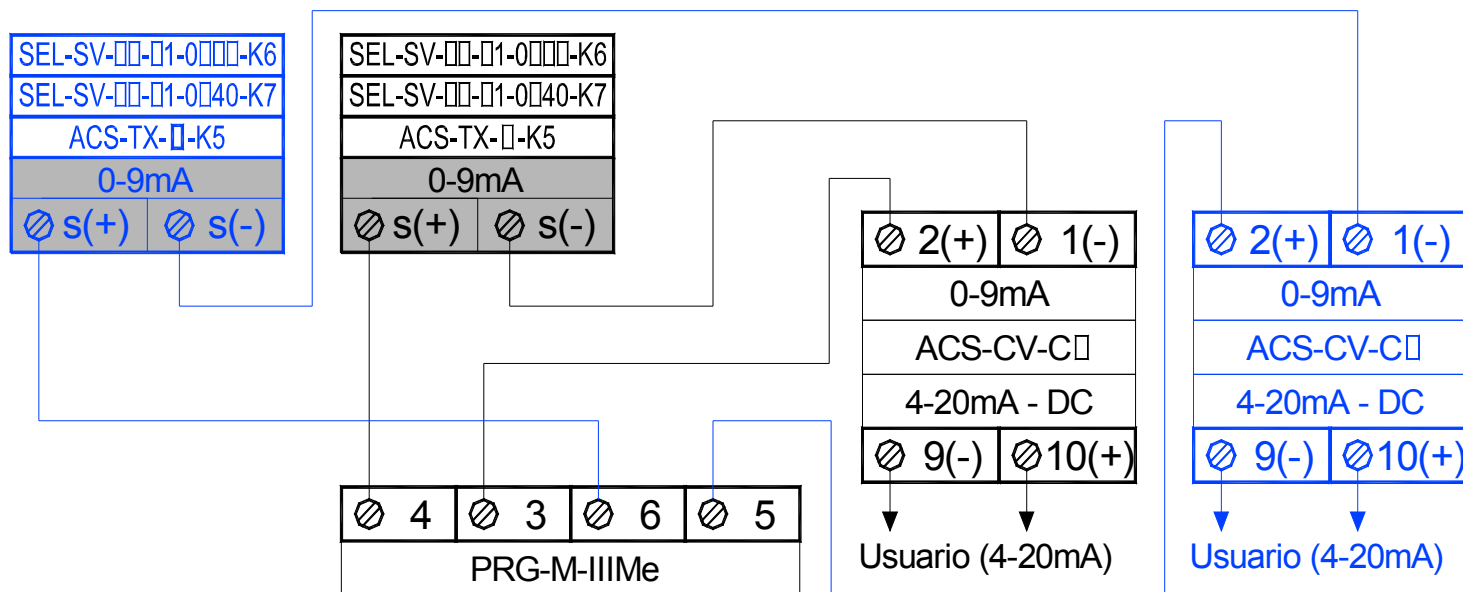 SEL-SV-▯▯-▯1-0▯▯▯-K6
SEL-SV-▯▯-▯1-0▯40-K7
ACS-TX-▯-K5
0-9mA
s(+) s(-)
SEL-SV-▯▯-▯1-0▯▯▯-K6
SEL-SV-▯▯-▯1-0▯40-K7
ACS-TX-▯-K5
0-9mA
s(+) s(-)
2(+) 1(-)
0-9mA
ACS-CV-C▯
4-20mA - DC
9(-) 10(+)
Usuario (4-20mA)
2(+) 1(-)
0-9mA
ACS-CV-C▯
4-20mA - DC
9(-) 10(+)
Usuario (4-20mA)
4 3 6 5
PRG-M-IIIMe